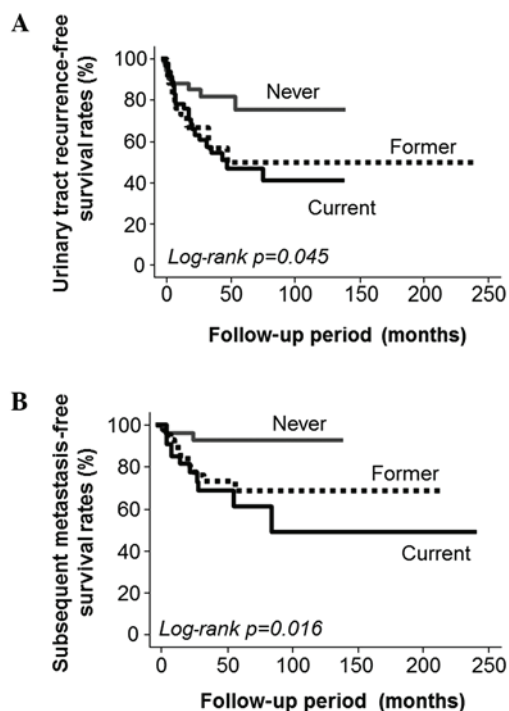 A
Urinary tract recurrence-free
survival rates (%)
100
80
60
40
20
0
Never
Former
Current
Log-rank p=0.045
0 50 100 150 200 250
Follow-up period (months)
B
Subsequent metastasis-free
survival rates (%)
100
80
60
40
20
0
Never
Former
Current
Log-rank p=0.016
0 50 100 150 200 250
Follow-up period (months)